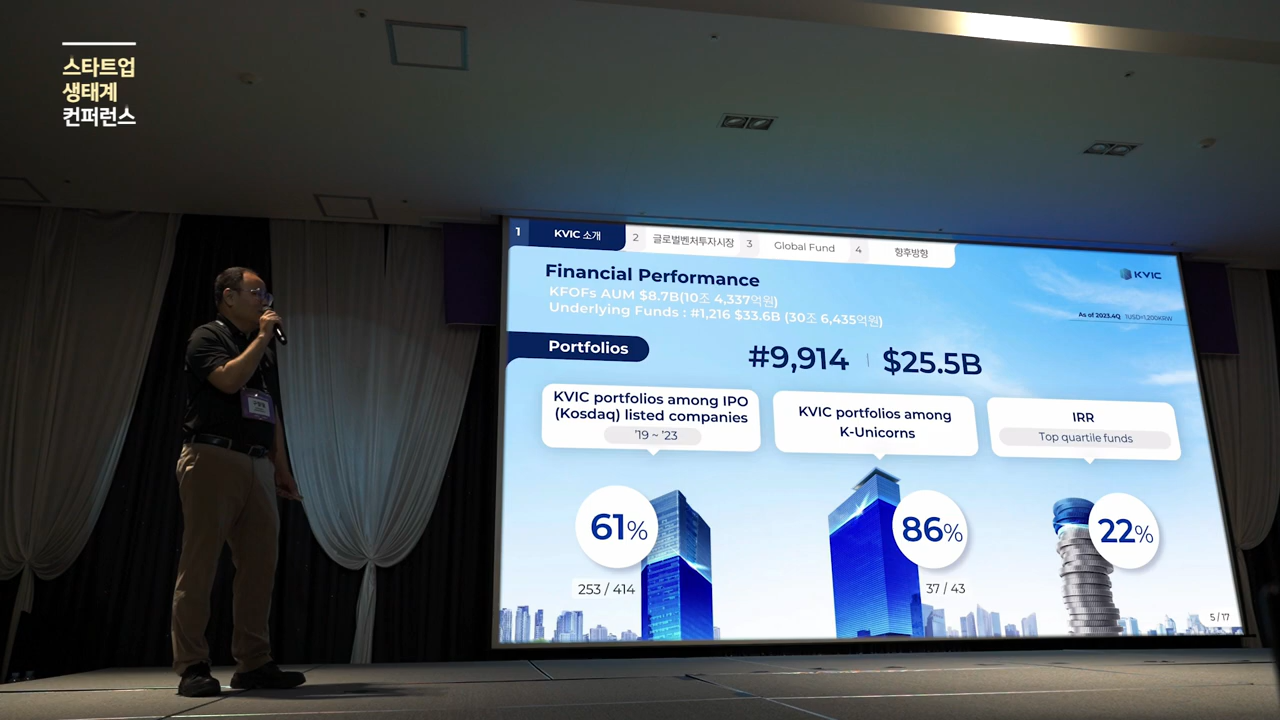 스타트업
생태계
컨퍼런스
1 KVIC 소개 2 글로벌벤처투자시장 3 Global Fund 4 향후방향
KVIC
Financial Performance
KFOFs AUM $8.7B(10조 4,337억원)
Underlying Funds : #1,216 $33.6B (30조 6,435억원)
As of 2023.4Q 1USD=1,200KRW
Portfolios
#9,914 | $25.5B
KVIC portfolios among IPO
(Kosdaq) listed companies
'19 ~ '23
KVIC portfolios among
K-Unicorns
IRR
Top quartile funds
61%
253 / 414
86%
37 / 43
22%
5 / 17